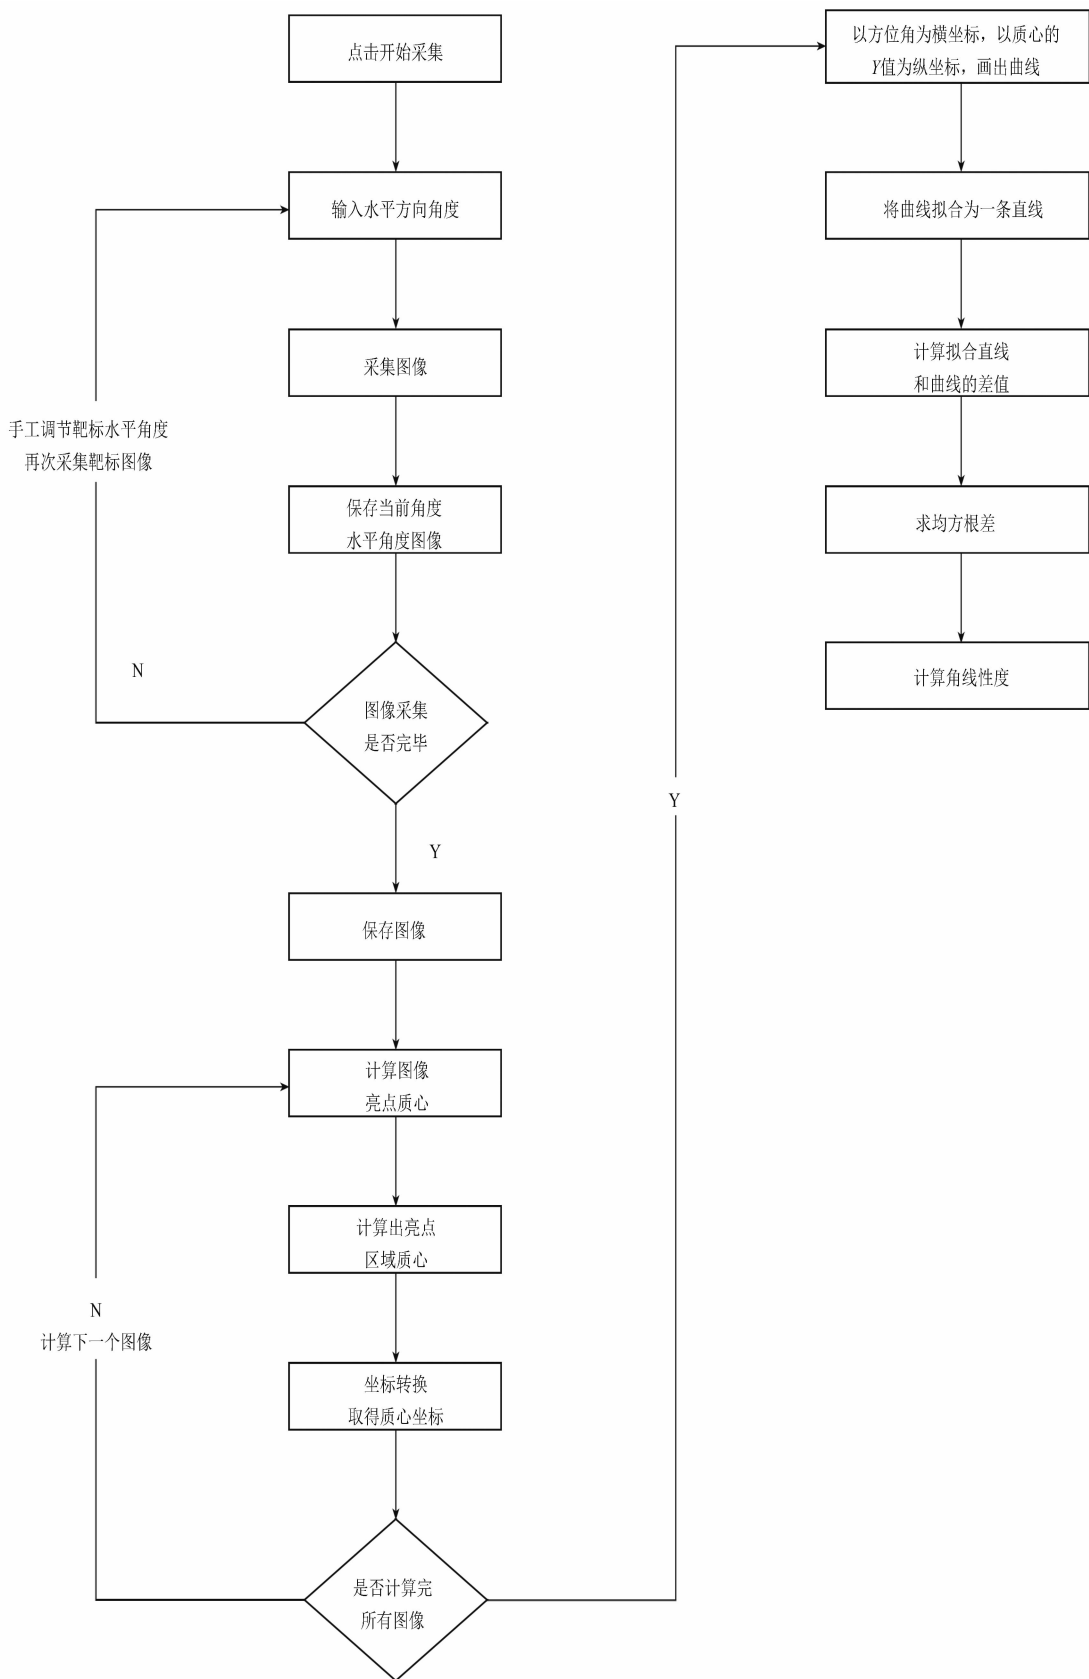 点击开始采集
输入水平方向角度
采集图像
手工调节靶标水平角度
再次采集靶标图像
保存当前角度
水平角度图像
N
图像采集
是否完毕
Y
保存图像
计算图像
亮点质心
计算出亮点
区域质心
N
计算下一个图像
坐标转换
取得质心坐标
是否计算完
所有图像
Y
以方位角为横坐标，以质心的
Y值为纵坐标，画出曲线
将曲线拟合为一条直线
计算拟合直线
和曲线的差值
求均方根差
计算角线性度